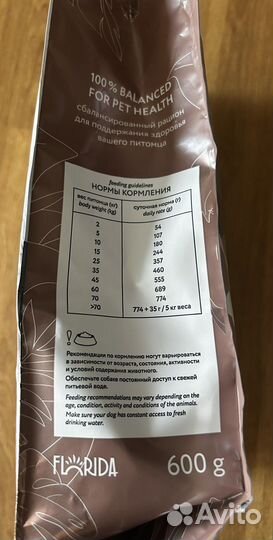 100% BALANCED
FOR PET HEALTH
сбалансированный рацион
для поддержания здоровья
вашего питомца
feeding guidelines
НОРМЫ КОРМЛЕНИЯ
вес питомца (кг) суточная норма (г)
body weight (kg) daily rate (g)
2 54
5 107
10 180
15 244
25 357
35 460
45 555
60 689
70 774
>70 774 + 35 г / 5 кг веса
Рекомендации по кормлению могут варьироваться
в зависимости от возраста, состояния, активности
и условий содержания животного.
Обеспечьте собаке постоянный доступ к свежей
питьевой воде.
Feeding recommendations may vary depending on the
age, condition, activity and conditions of the animals.
Make sure your dog has constant access to fresh
drinking water.
FLORIDA 600 g
Avito